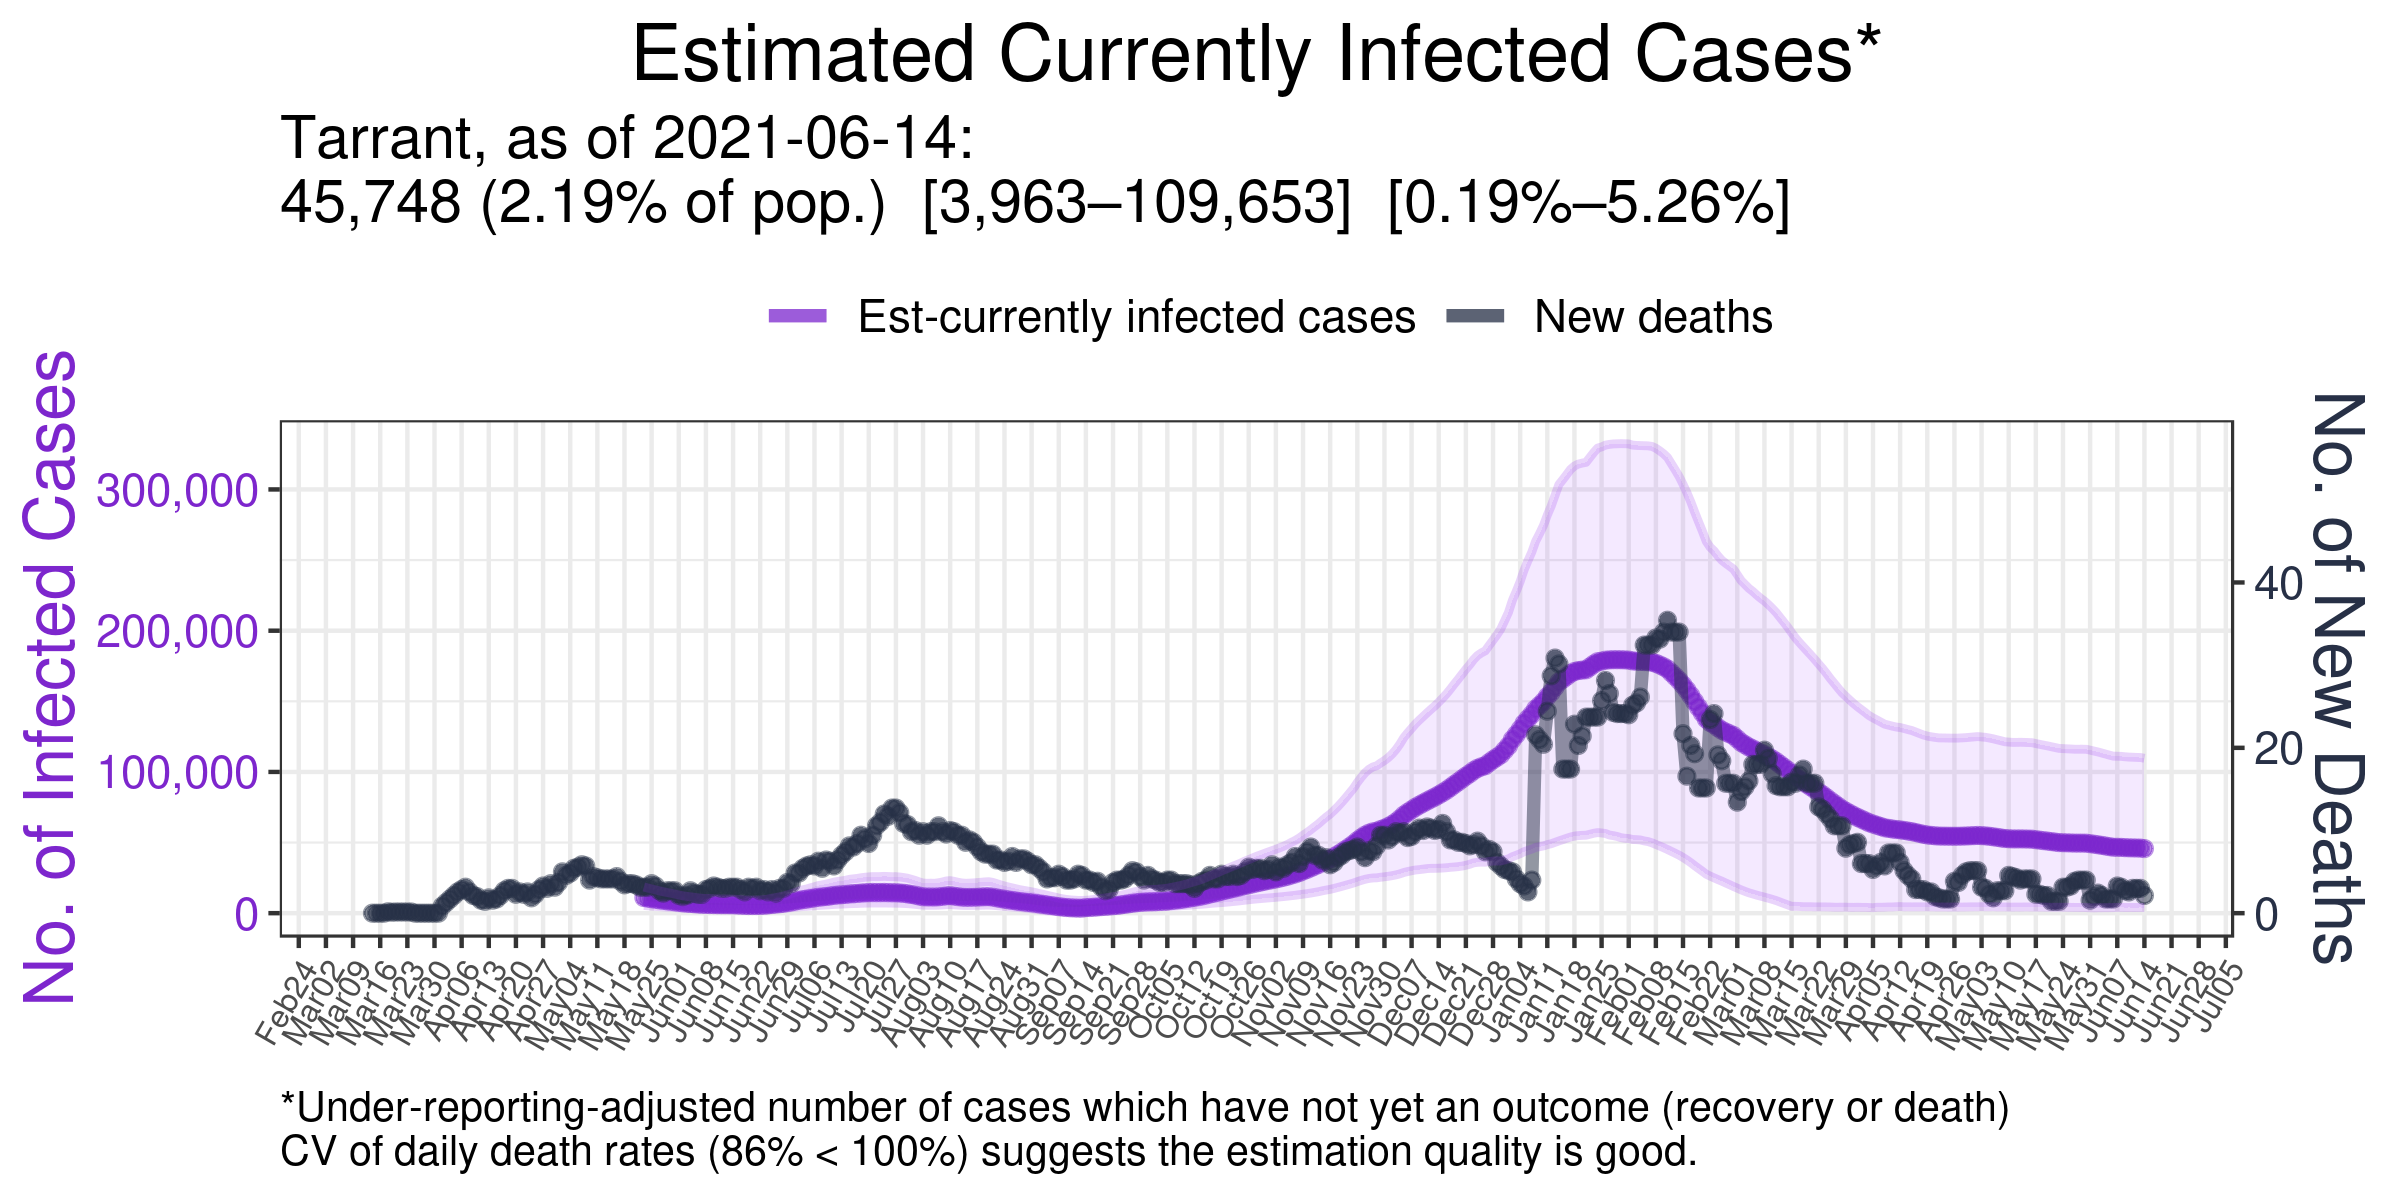 Estimated Currently Infected Cases*
Tarrant, as of 2021-06-14:
45,748 (2.19% of pop.) [3,963–109,653] [0.19%–5.26%]
Est-currently infected cases New deaths
No. of Infected Cases
300,000
200,000
100,000
0
40
20
0
No. of New Deaths
Feb24 Mar02 Mar09 Mar16 Mar23 Mar30 Apr06 Apr13 Apr20 Apr27 May04 May11 May18 May25 Jun01 Jun08 Jun15 Jun22 Jun29 Jul06 Jul13 Jul20 Jul27 Aug03 Aug10 Aug17 Aug24 Aug31 Sep07 Sep14 Sep21 Sep28 Oct05 Oct12 Oct19 Oct26 Nov02 Nov09 Nov16 Nov23 Nov30 Dec07 Dec14 Dec21 Dec28 Jan04 Jan11 Jan18 Jan25 Feb01 Feb08 Feb15 Feb22 Mar01 Mar08 Mar15 Mar22 Mar29 Apr05 Apr12 Apr19 Apr26 May03 May10 May17 May24 May31 Jun07 Jun14 Jun21 Jun28 Jul05
*Under-reporting-adjusted number of cases which have not yet an outcome (recovery or death)
CV of daily death rates (86% < 100%) suggests the estimation quality is good.